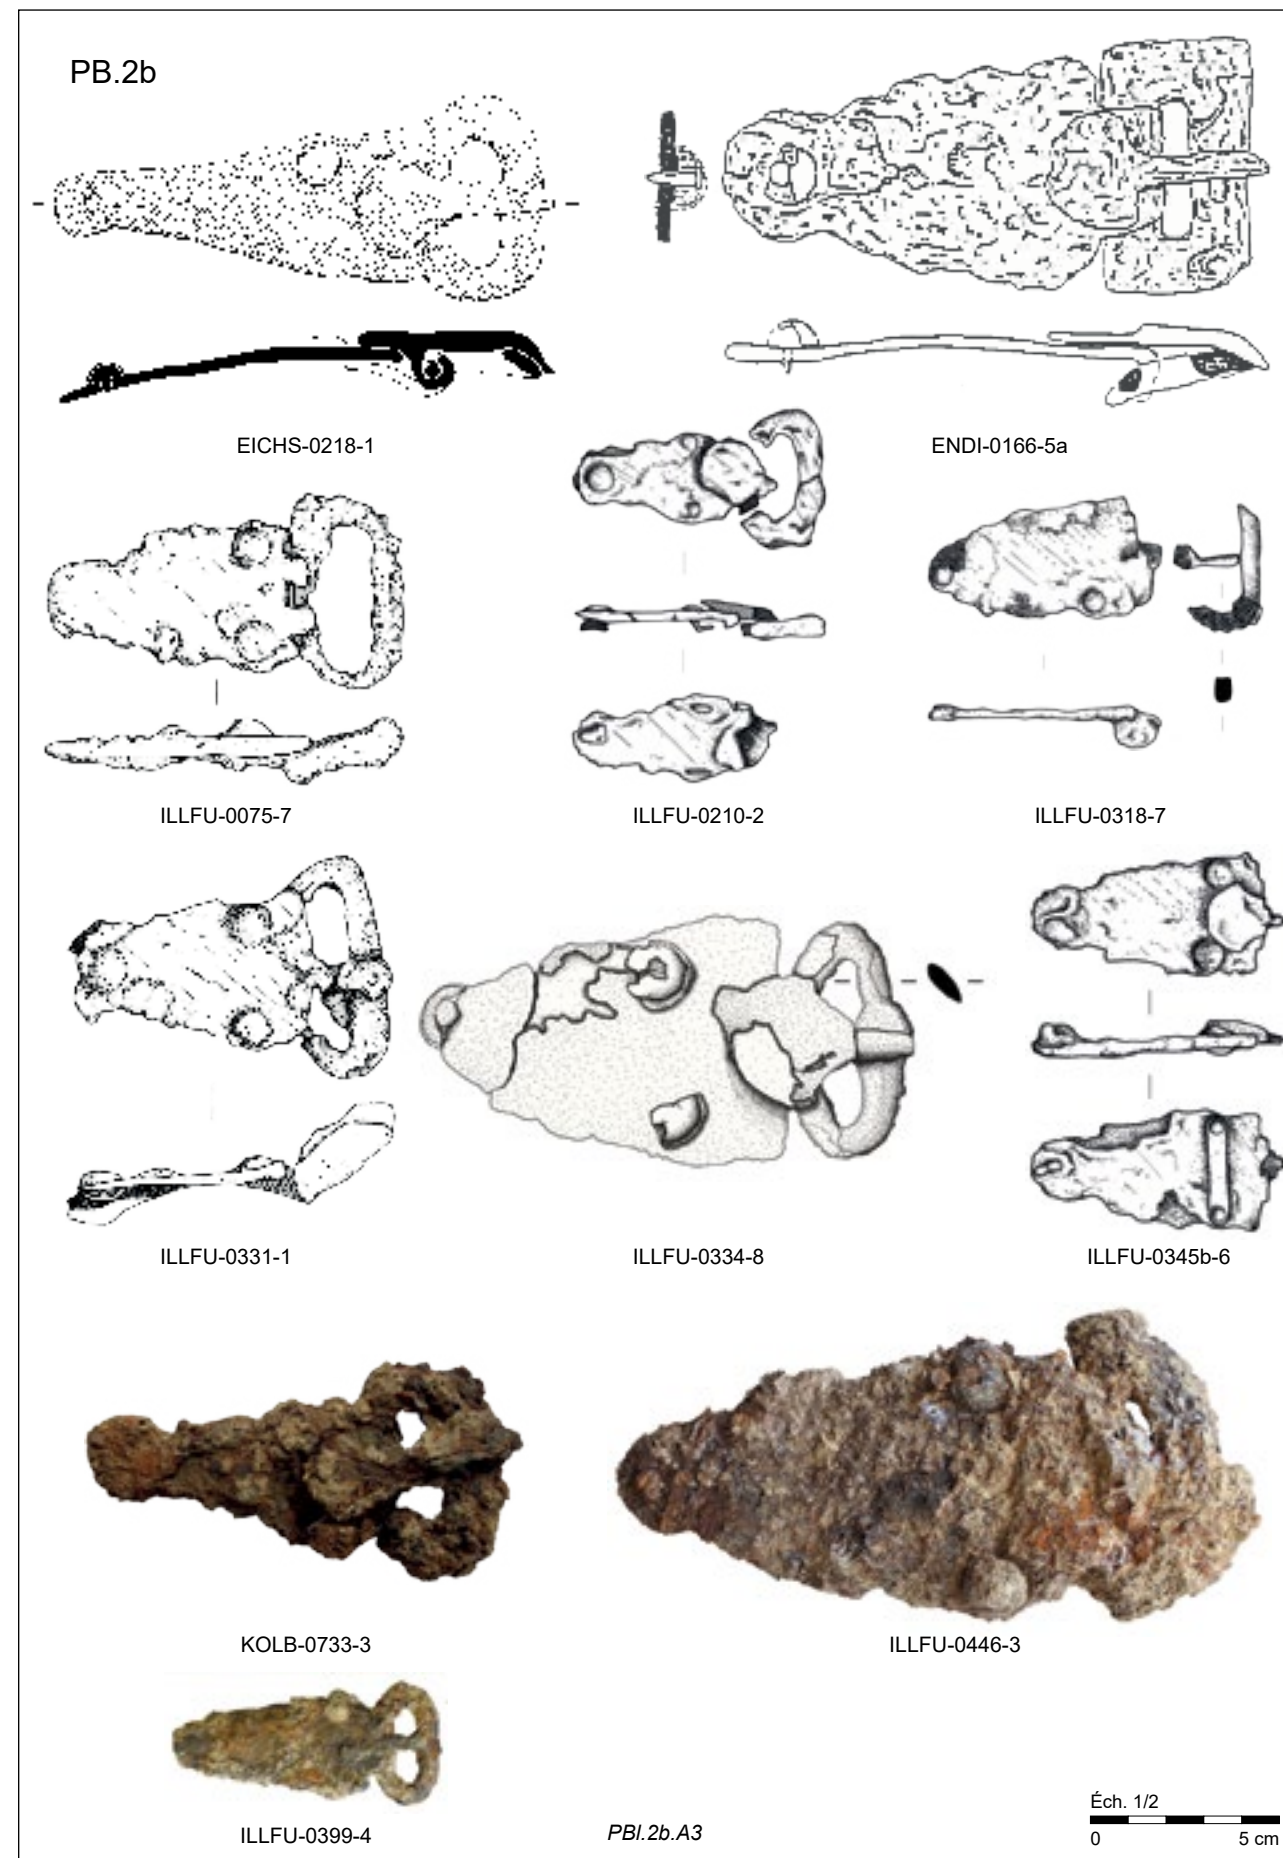 PB.2b
EICHS-0218-1
ENDI-0166-5a
ILLFU-0075-7
ILLFU-0210-2
ILLFU-0318-7
ILLFU-0331-1
ILLFU-0334-8
ILLFU-0345b-6
KOLB-0733-3
ILLFU-0446-3
ILLFU-0399-4
PBI.2b.A3
Éch. 1/2
0 5 cm